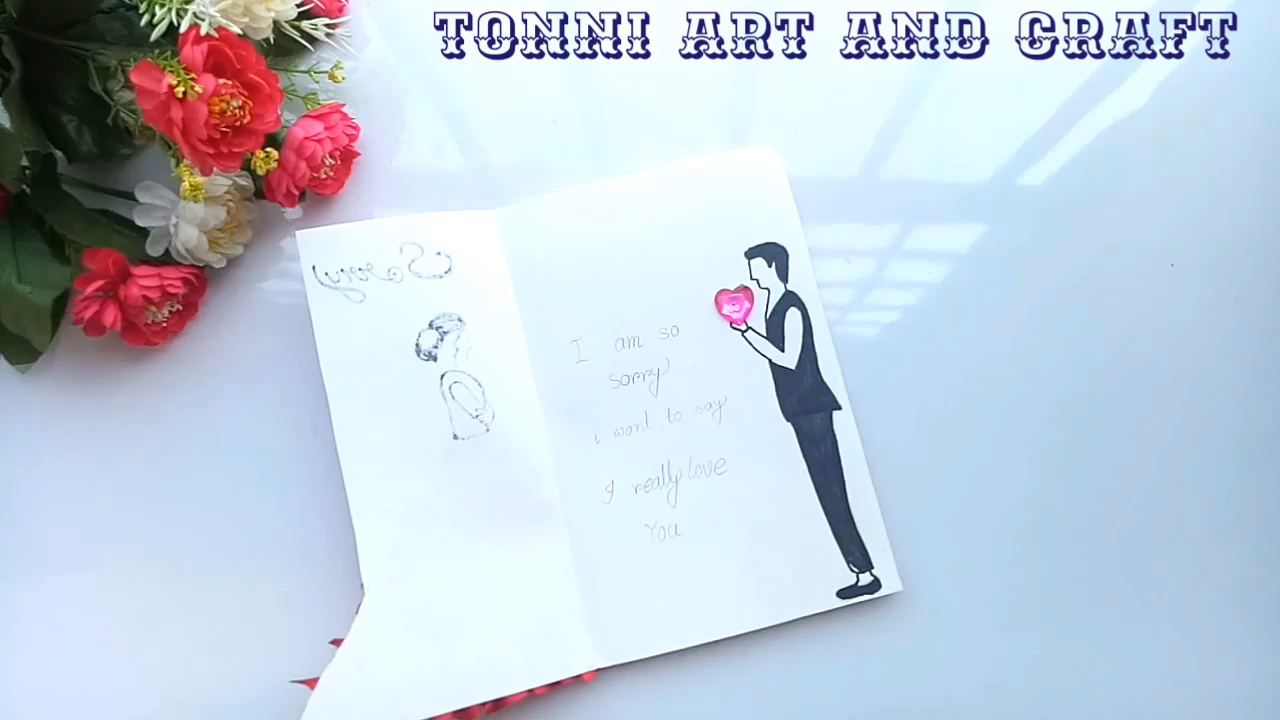 TONNI ART AND CRAFT
Sorry
I am so
sorry
i want to say
I really love
You